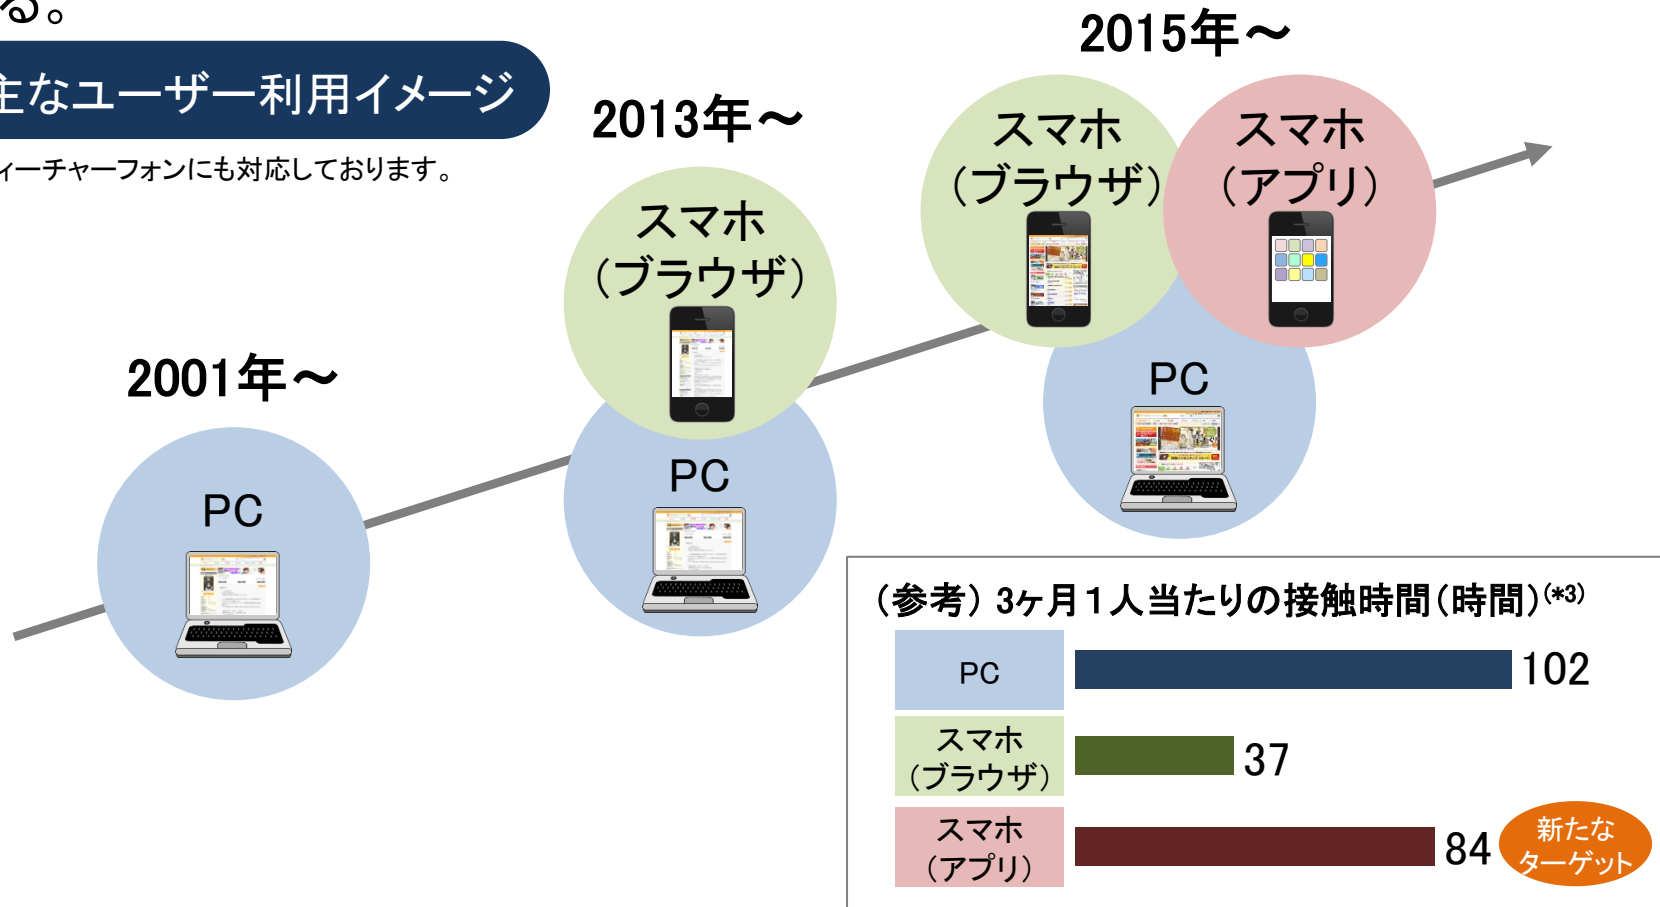 る。
主なユーザー利用イメージ
ィーチャーフォンにも対応しております。
2001年～
PC
2013年～
スマホ
（ブラウザ）
PC
2015年～
スマホ
（ブラウザ）
スマホ
（アプリ）
PC
（参考）3ヶ月１人当たりの接触時間（時間）(*3)
PC
102
スマホ
（ブラウザ）
37
スマホ
（アプリ）
84
新たな
ターゲット